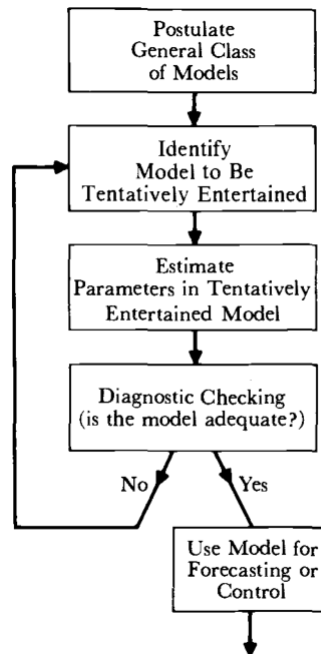 Postulate
General Class
of Models
Identify
Model to Be
Tentatively Entertained
Estimate
Parameters in Tentatively
Entertained Model
Diagnostic Checking
(is the model adequate?)
No
Yes
Use Model for
Forecasting or
Control